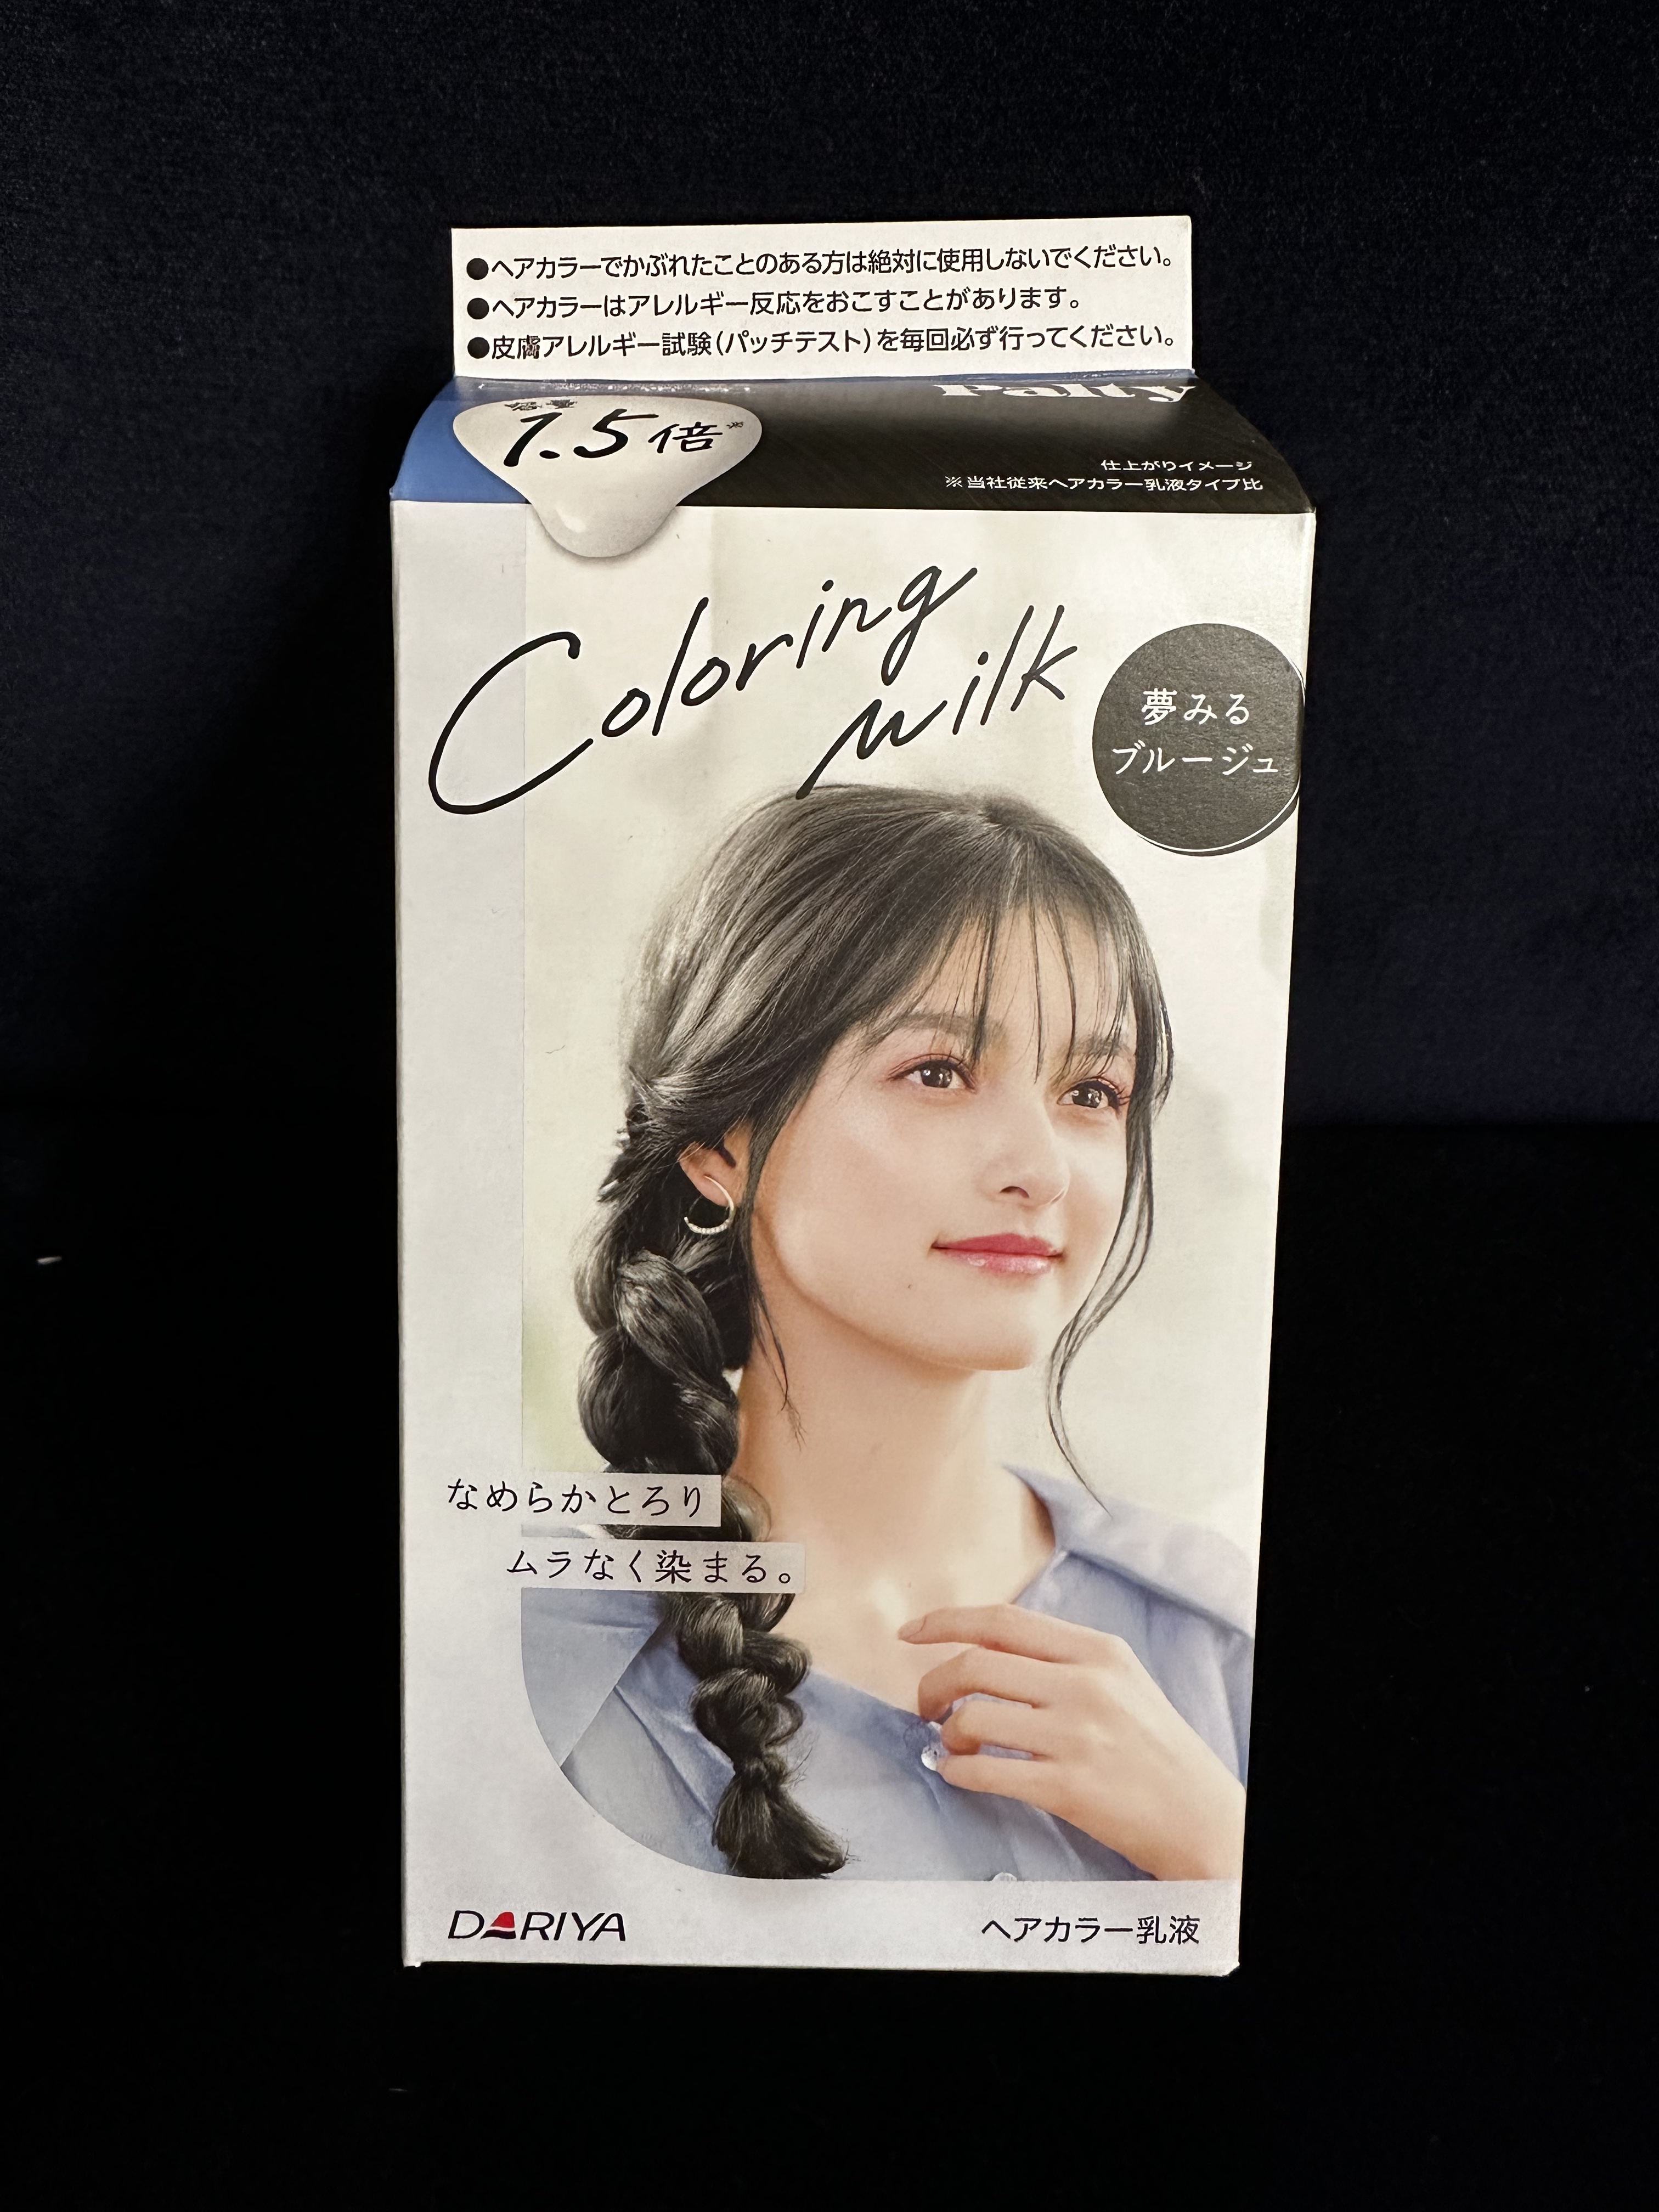 ●ヘアカラーでかぶれたことのある方は絶対に使用しないでください。
●ヘアカラーはアレルギー反応をおこすことがあります。
●皮膚アレルギー試験(パッチテスト)を毎回必ず行ってください。
Palty
1.5倍※
仕上がりイメージ
※当社従来ヘアカラー乳液タイプ比
Coloring
milk
夢みる
ブルージュ
なめらかとろり
ムラなく染まる。
DARIYA
ヘアカラー乳液